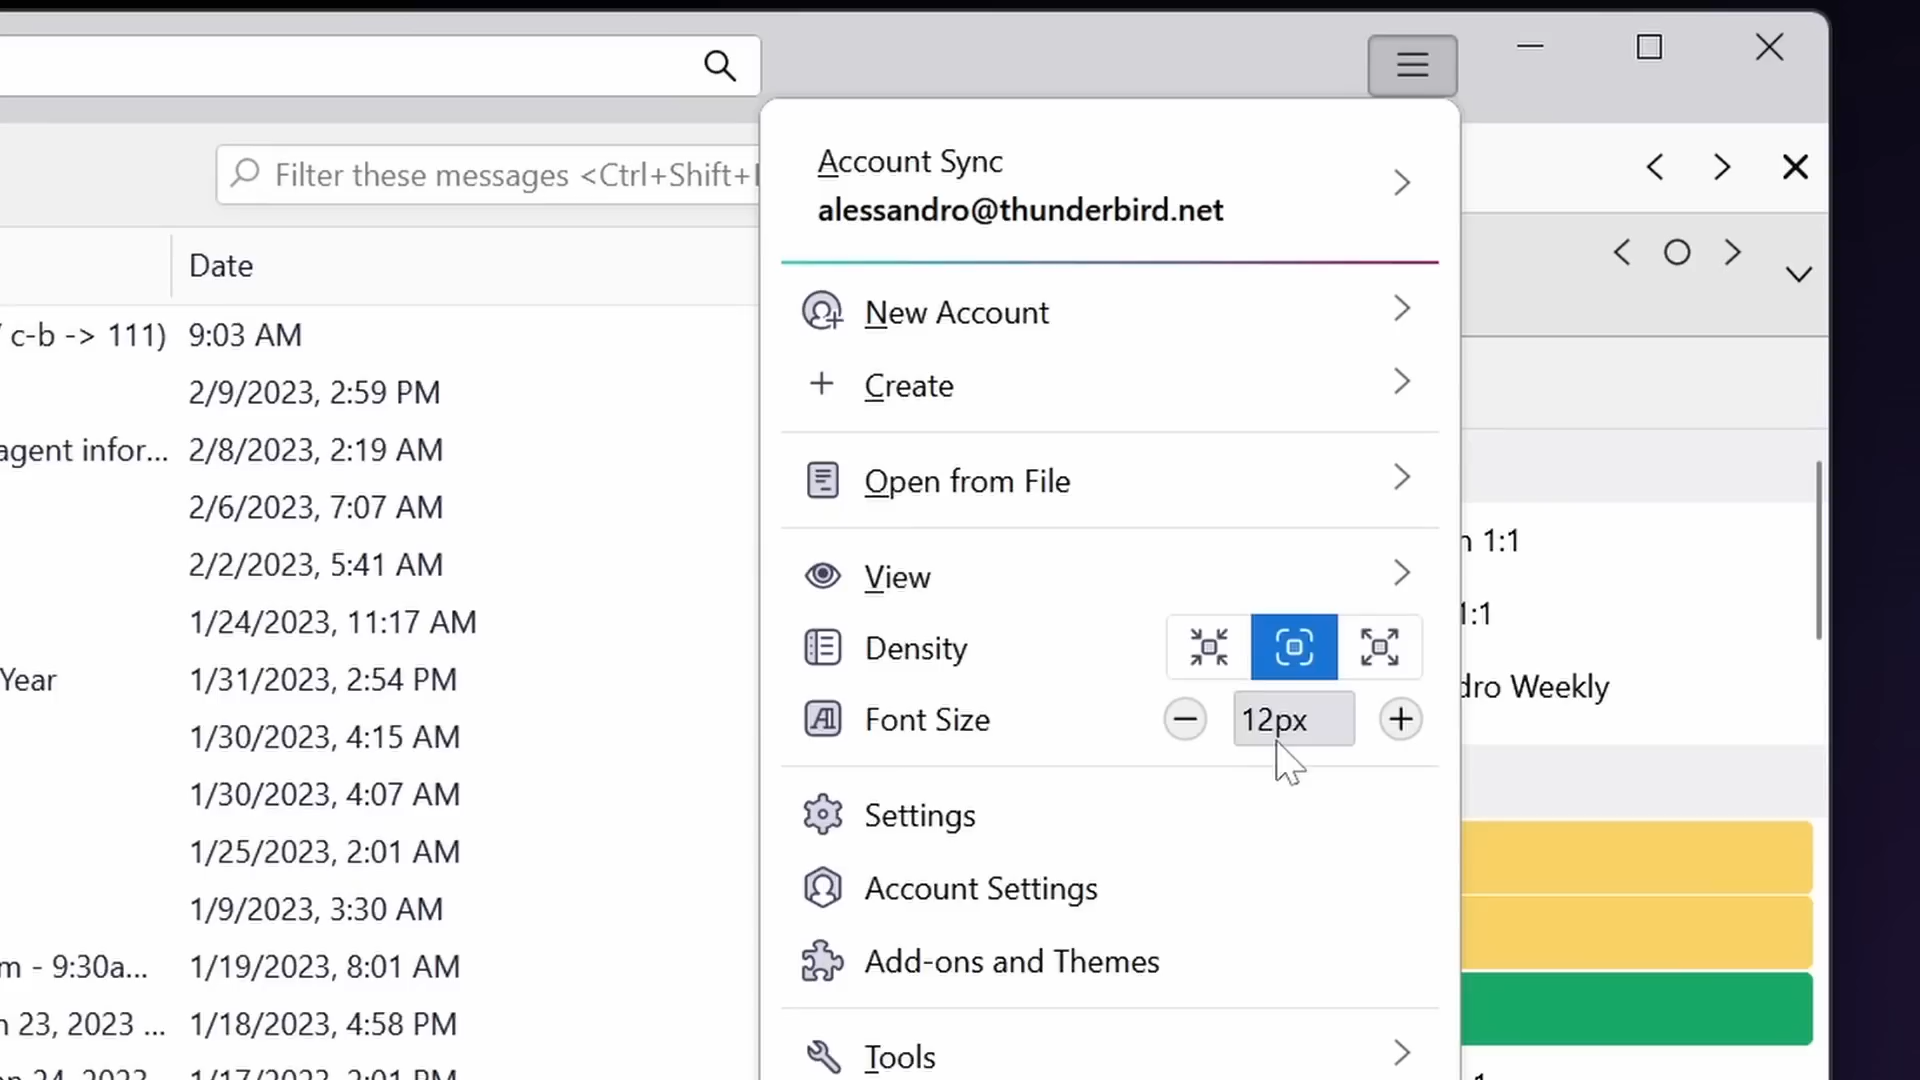 Filter these messages <Ctrl+Shift+
Date
c-b -> 111) 9:03 AM
2/9/2023, 2:59 PM
agent infor... 2/8/2023, 2:19 AM
2/6/2023, 7:07 AM
2/2/2023, 5:41 AM
1/24/2023, 11:17 AM
Year 1/31/2023, 2:54 PM
1/30/2023, 4:15 AM
1/30/2023, 4:07 AM
1/25/2023, 2:01 AM
1/9/2023, 3:30 AM
m - 9:30a... 1/19/2023, 8:01 AM
n 23, 2023 ... 1/18/2023, 4:58 PM
1/17/2023, 2:01 PM
Account Sync
alessandro@thunderbird.net
New Account
Create
Open from File
View
Density
Font Size 12px
Settings
Account Settings
Add-ons and Themes
Tools
1:1
1:1
dro Weekly